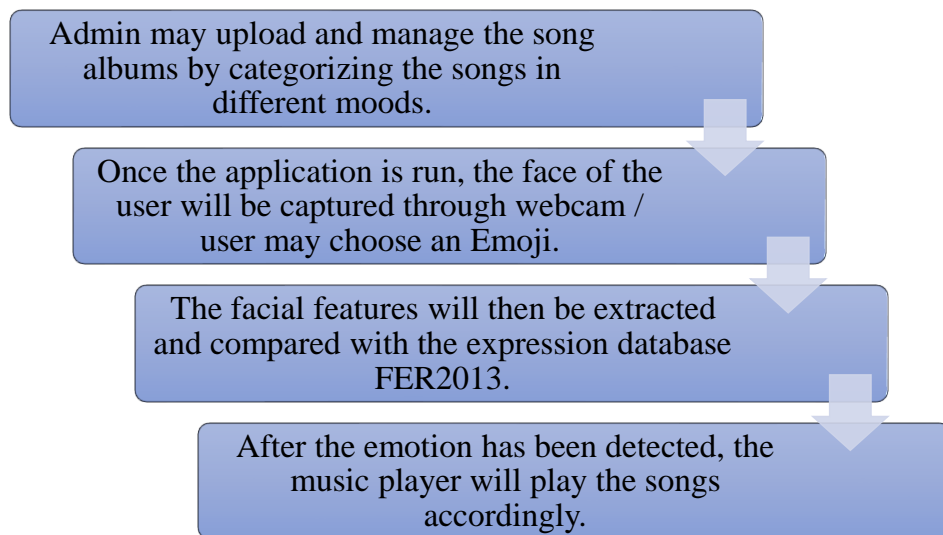 Admin may upload and manage the song
albums by categorizing the songs in
different moods.
Once the application is run, the face of the
user will be captured through webcam /
user may choose an Emoji.
The facial features will then be extracted
and compared with the expression database
FER2013.
After the emotion has been detected, the
music player will play the songs
accordingly.